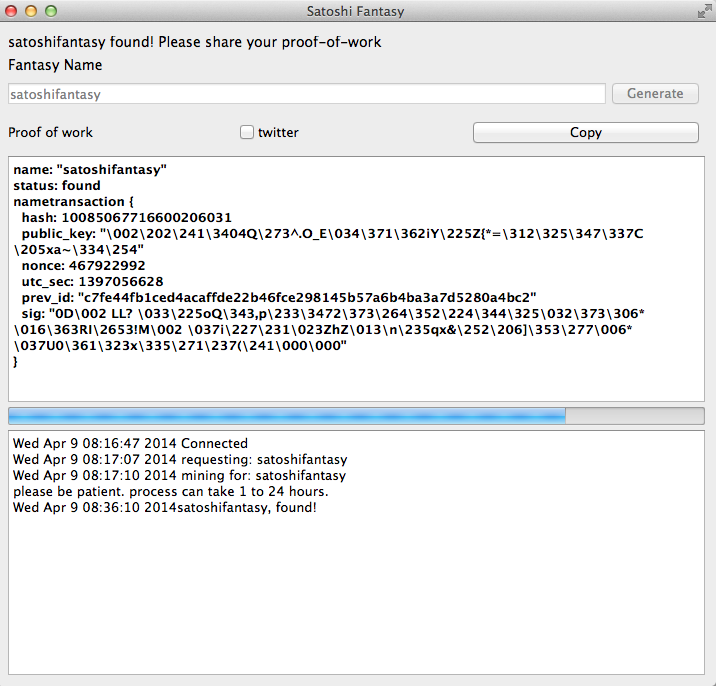 Satoshi Fantasy
satoshifantasy found! Please share your proof-of-work
Fantasy Name
satoshifantasy
Generate
Proof of work
twitter
Copy
name: "satoshifantasy"
status: found
nametransaction {
hash: 10085067716600206031
public_key: "\002\202\241\3404Q\273^.O_E\034\371\362iY\225Z{*=\312\325\347\337C
\205xa~\334\254"
nonce: 467922992
utc_sec: 1397056628
prev_id: "c7fe44fb1ced4acaffde22b46fce298145b57a6b4ba3a7d5280a4bc2"
sig: "0D\002 LL? \033\225oQ\343,p\233\3472\373\264\352\224\344\325\032\373\306*
\016\363RI\2653!M\002 \037i\227\231\023ZhZ\013\n\235qx&\252\206]\353\277\006*
\037U0\361\323x\335\271\237(\241\000\000"
}
Wed Apr 9 08:16:47 2014 Connected
Wed Apr 9 08:17:07 2014 requesting: satoshifantasy
Wed Apr 9 08:17:10 2014 mining for: satoshifantasy
please be patient. process can take 1 to 24 hours.
Wed Apr 9 08:36:10 2014satoshifantasy, found!